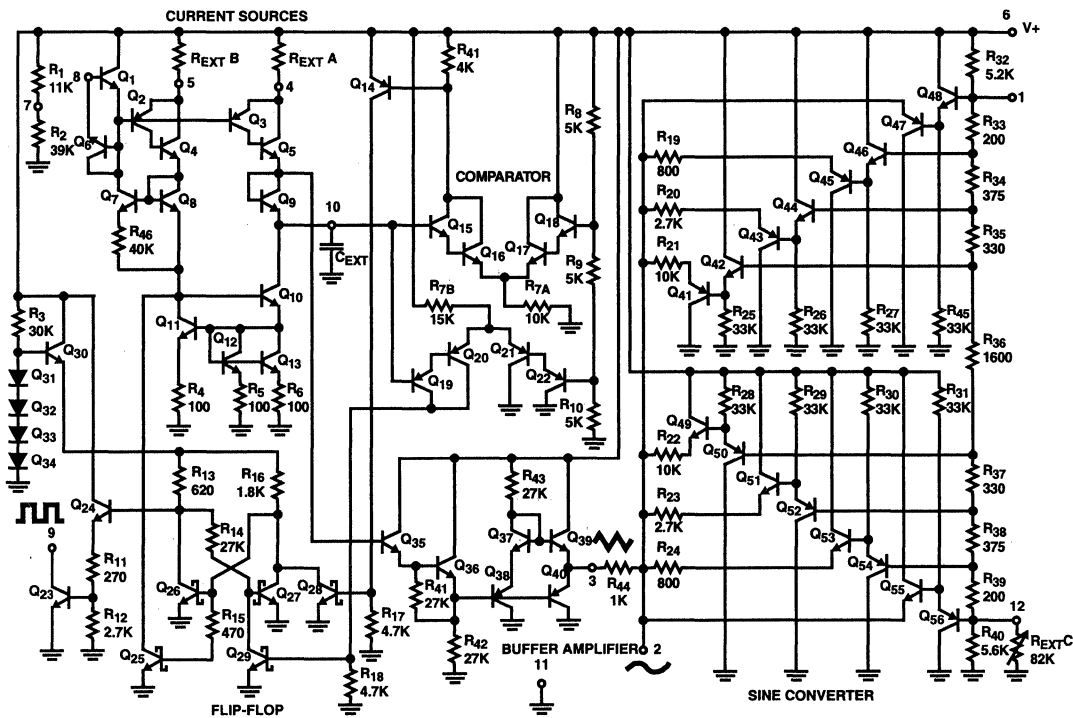 CURRENT SOURCES
6
V+
R1
11K
8
Q1
REXT B
5
REXT A
4
Q14
R41
4K
R32
5.2K
7
R2
39K
Q2
Q3
R8
5K
Q48
1
Q6
Q4
Q5
R19
800
Q47
R33
200
COMPARATOR
Q46
R34
375
Q7
Q8
Q9
R20
2.7K
Q45
R46
40K
10
CEXT
Q15
Q16
Q17
Q18
R21
10K
Q44
Q43
R35
330
R9
5K
Q42
Q41
Q10
R7B
15K
R7A
10K
R3
30K
Q30
Q11
Q12
Q13
R25
33K
R26
33K
R27
33K
R45
33K
R36
1600
Q31
Q32
Q33
Q34
R4
100
R5
100
R6
100
Q20
Q21
Q19
Q22
R10
5K
R28
33K
R29
33K
R30
33K
R31
33K
Q49
R22
10K
Q50
R13
620
R16
1.8K
R43
27K
Q51
R37
330
Q24
9
R14
27K
R23
2.7K
Q52
Q35
Q37
Q39
Q53
R38
375
R11
270
Q36
R24
800
Q54
Q23
Q26
Q27
Q28
R41
27K
Q38
Q40
3
R44
1K
Q55
R39
200
R12
2.7K
R15
470
R17
4.7K
Q56
12
Q25
Q29
R42
27K
BUFFER AMPLIFIER
2
R40
5.6K
REXTC
82K
R18
4.7K
11
SINE CONVERTER
FLIP-FLOP